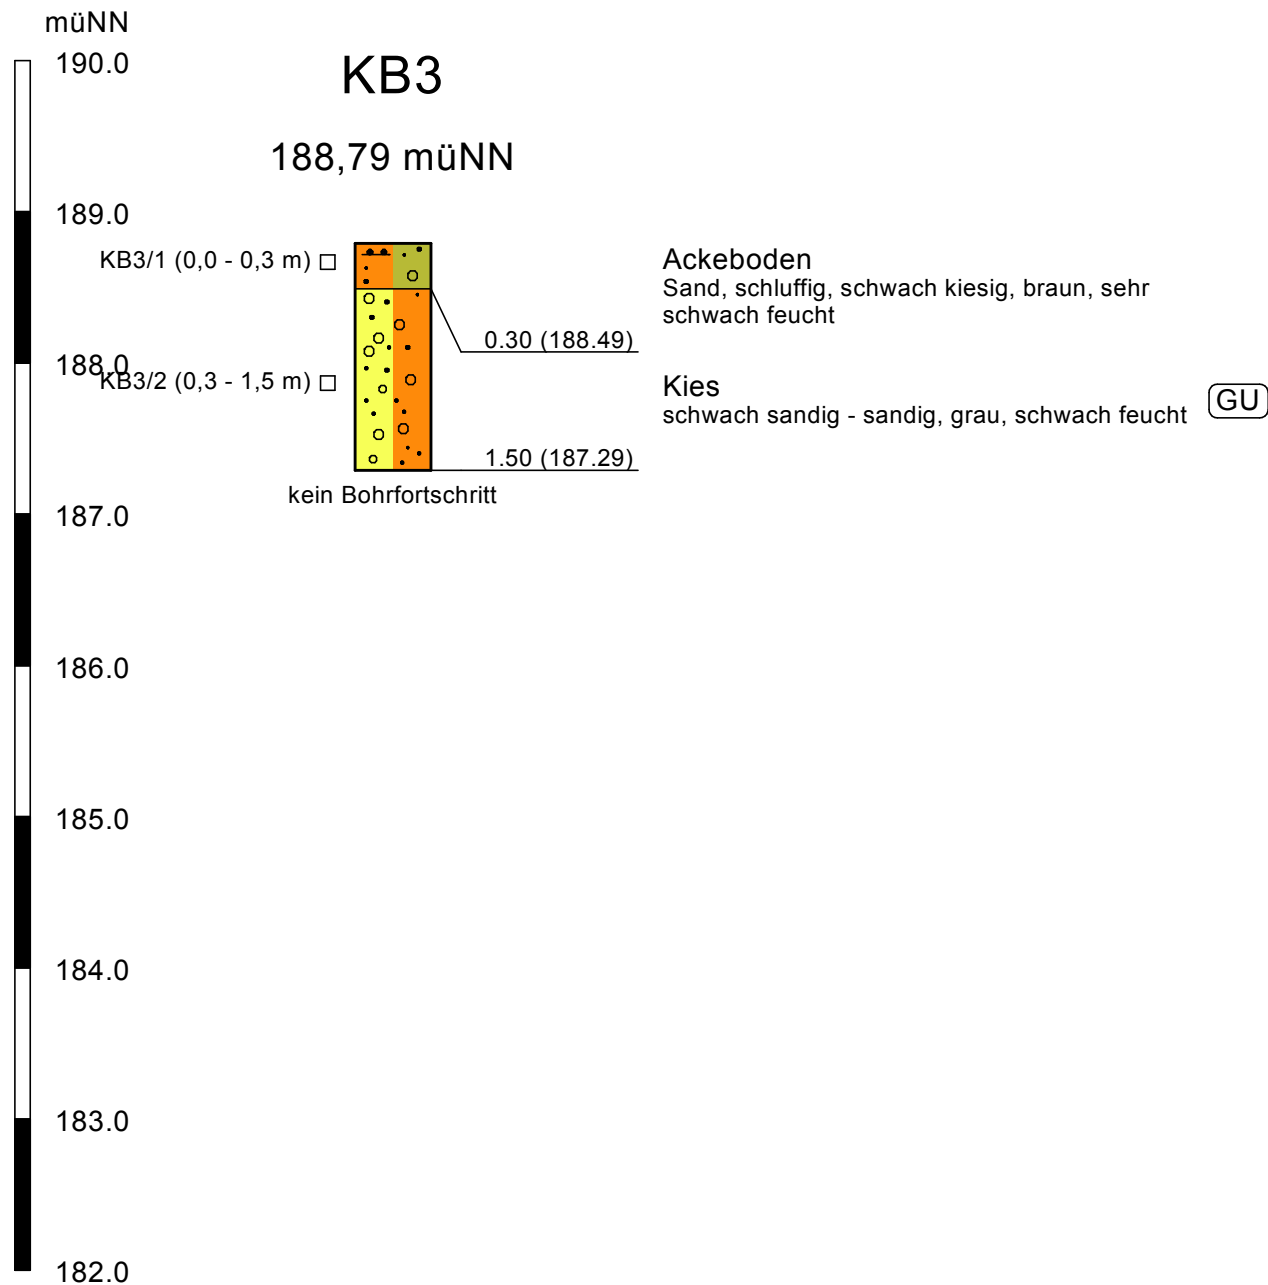 müNN
190.0
KB3
188,79 müNN
189.0
KB3/1 (0,0 - 0,3 m)
Ackeboden
Sand, schluffig, schwach kiesig, braun, sehr
schwach feucht
0.30 (188.49)
188.0
KB3/2 (0,3 - 1,5 m)
Kies
schwach sandig - sandig, grau, schwach feucht
GU
1.50 (187.29)
kein Bohrfortschritt
187.0
186.0
185.0
184.0
183.0
182.0